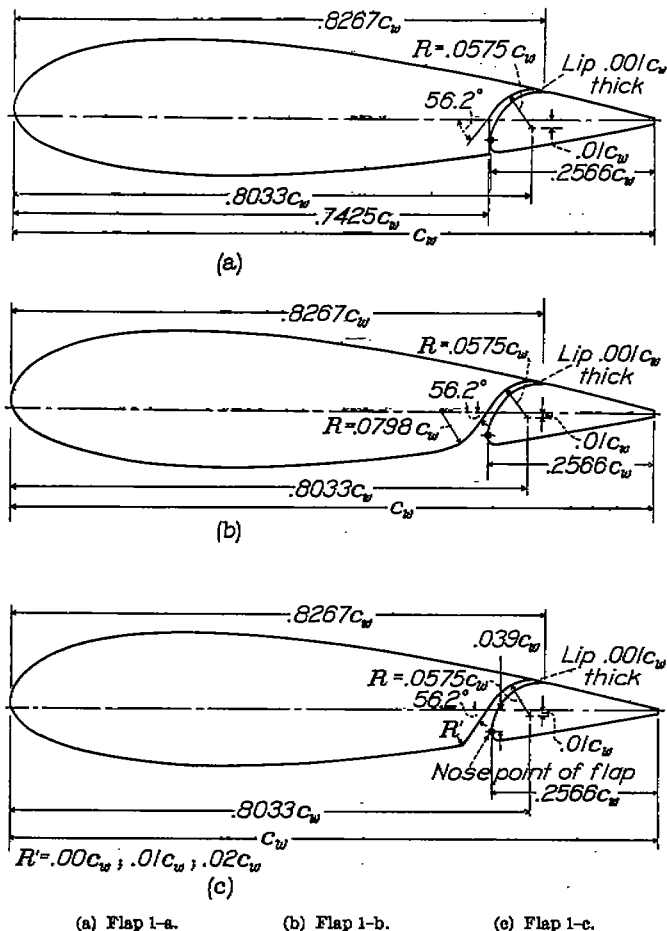 .8267c_w
R=.0575c_w
Lip .001c_w
thick
56.2°
.01c_w
.2566c_w
.8033c_w
.7425c_w
c_w
(a)
.8267c_w
R=.0575c_w
Lip .001c_w
thick
56.2°
R=.0798 c_w
.01c_w
.2566c_w
.8033c_w
c_w
(b)
.8267c_w
.039c_w
Lip .001c_w
thick
R=.0575c_w
56.2°
R'
.01c_w
Nose point of flap
.2566c_w
.8033c_w
c_w
R'=.00c_w ; .01c_w ; .02c_w
(c)
(a) Flap 1-a. (b) Flap 1-b. (c) Flap 1-c.